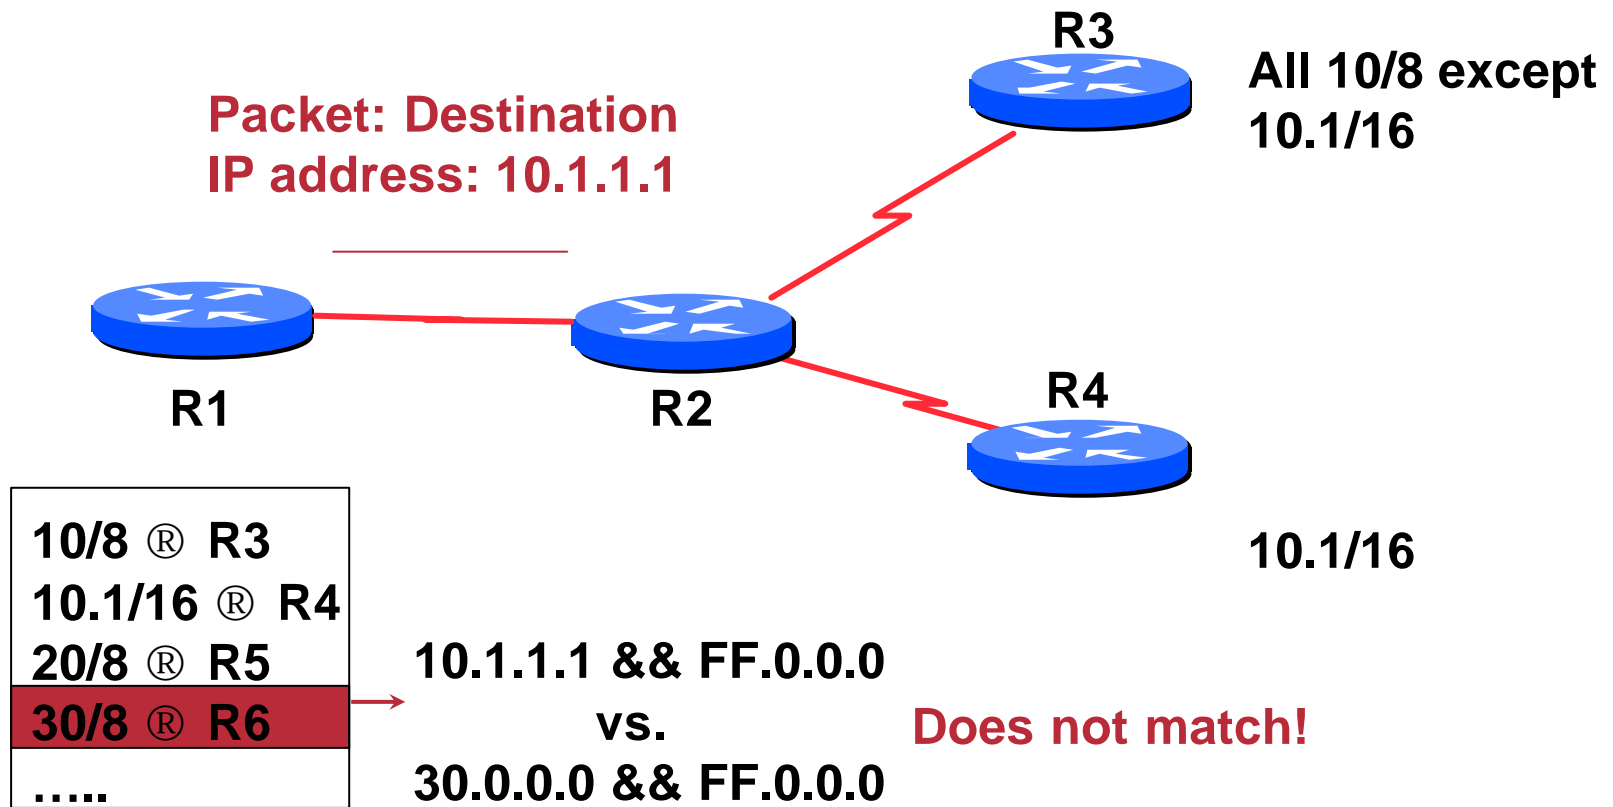 R3
All 10/8 except
10.1/16
Packet: Destination
IP address: 10.1.1.1
R1
R2
R4
10.1/16
10/8 ® R3
10.1/16 ® R4
20/8 ® R5
30/8 ® R6
…..
10.1.1.1 && FF.0.0.0
vs.
30.0.0.0 && FF.0.0.0
Does not match!